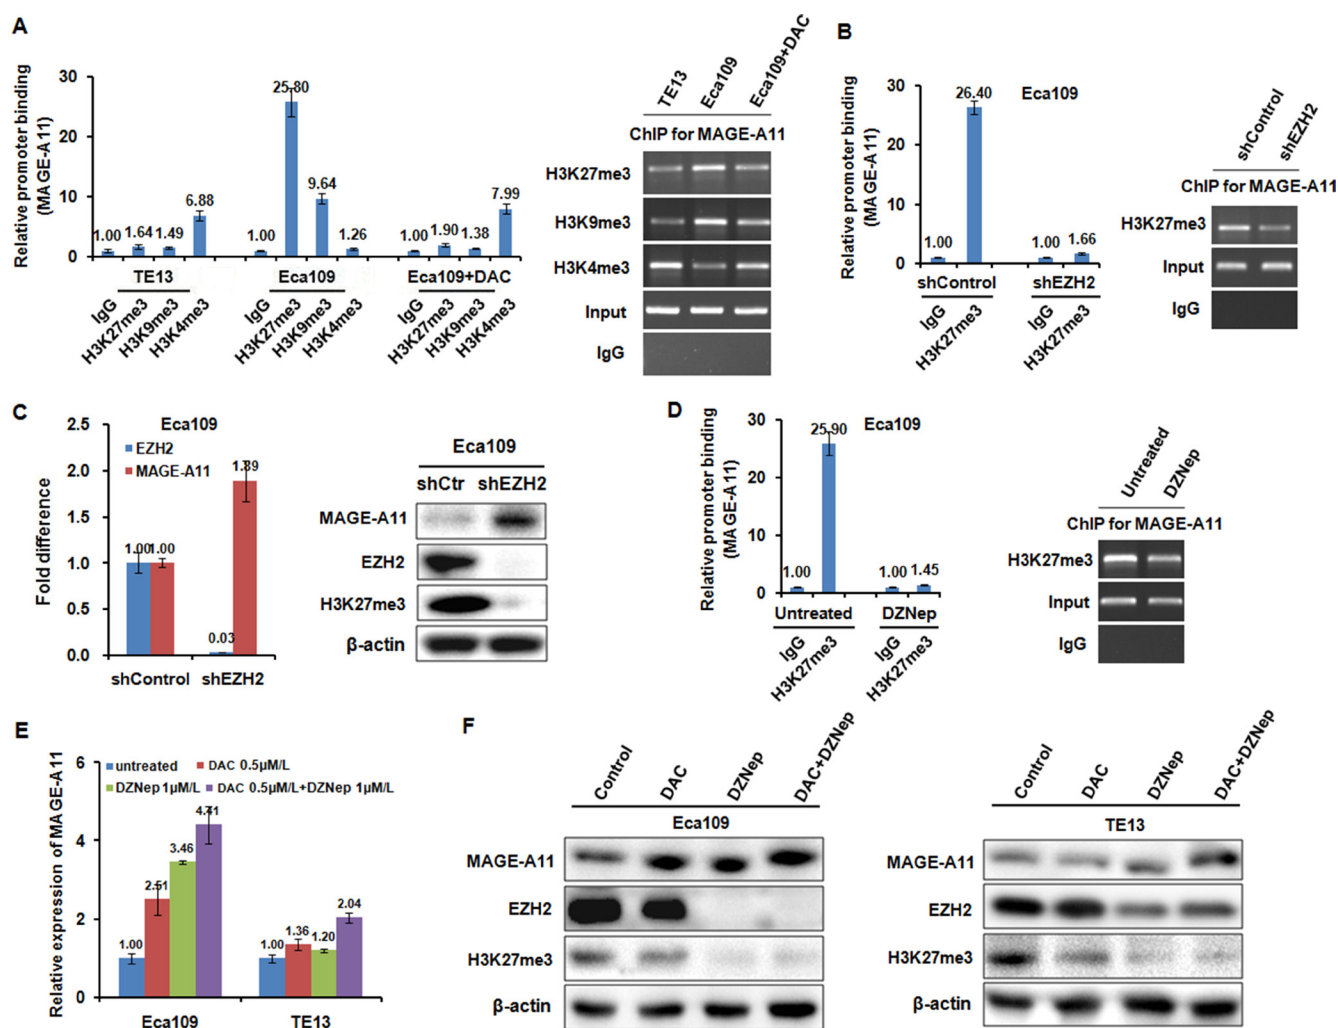 A
Relative promoter binding
(MAGE-A11)
30
20
10
0
1.00
1.64
1.49
6.88
1.00
25.80
9.64
1.26
1.00
1.90
1.38
7.99
TE13
Eca109
Eca109+DAC
IgG
H3K27me3
H3K9me3
H3K4me3
IgG
H3K27me3
H3K9me3
H3K4me3
IgG
H3K27me3
H3K9me3
H3K4me3
TE13
Eca109
Eca109+DAC
ChIP for MAGE-A11
H3K27me3
H3K9me3
H3K4me3
Input
IgG
B
Relative promoter binding
(MAGE-A11)
30
20
10
0
Eca109
1.00
26.40
1.00
1.66
shControl
shEZH2
IgG
H3K27me3
IgG
H3K27me3
shControl
shEZH2
ChIP for MAGE-A11
H3K27me3
Input
IgG
C
Fold difference
2.5
2.0
1.5
1.0
0.5
0.0
Eca109
EZH2
MAGE-A11
1.00
1.00
0.03
1.89
shControl
shEZH2
Eca109
shCtr
shEZH2
MAGE-A11
EZH2
H3K27me3
β-actin
D
Relative promoter binding
(MAGE-A11)
30
20
10
0
Eca109
1.00
25.90
1.00
1.45
Untreated
DZNep
IgG
H3K27me3
IgG
H3K27me3
Untreated
DZNep
ChIP for MAGE-A11
H3K27me3
Input
IgG
E
Relative expression of MAGE-A11
6
4
2
0
untreated
DAC 0.5μM/L
DZNep 1μM/L
DAC 0.5μM/L+DZNep 1μM/L
1.00
2.51
3.46
4.41
1.00
1.36
1.20
2.04
Eca109
TE13
F
Control
DAC
DZNep
DAC+DZNep
Eca109
MAGE-A11
EZH2
H3K27me3
β-actin
Control
DAC
DZNep
DAC+DZNep
TE13
MAGE-A11
EZH2
H3K27me3
β-actin